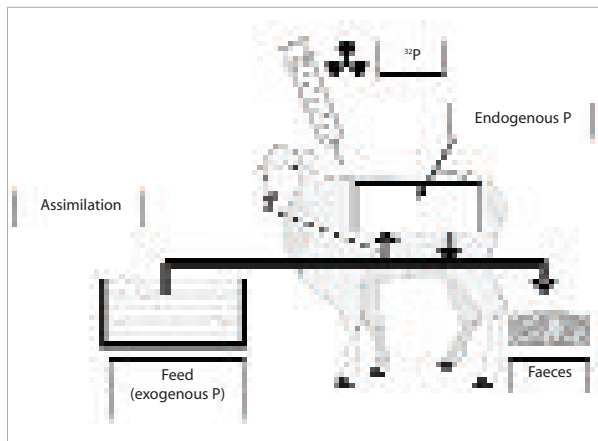 ³²P
Endogenous P
Assimilation
Feed
(exogenous P)
Faeces